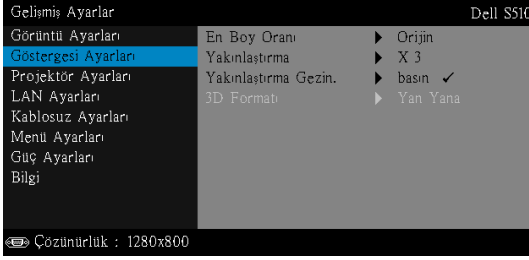 Gelişmiş Ayarlar Dell S510
Görüntü Ayarları
Göstergesi Ayarları
Projektör Ayarları
LAN Ayarları
Kablosuz Ayarları
Menü Ayarları
Güç Ayarları
Bilgi
En Boy Oranı Orijin
Yakınlaştırma X 3
Yakınlaştırma Gezin. basın ✓
3D Formatı Yan Yana
Çözünürlük : 1280x800